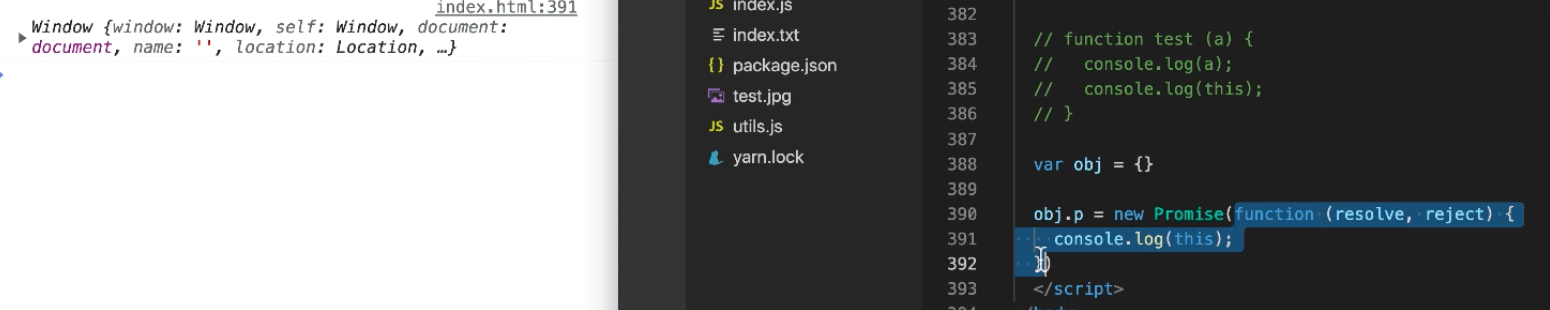 index.html:391
Window {window: Window, self: Window, document:
document, name: '', location: Location, …}
index.js
index.txt
package.json
test.jpg
utils.js
yarn.lock
382
383 // function test (a) {
384 //   console.log(a);
385 //   console.log(this);
386 // }
387
388 var obj = {}
389
390 obj.p = new Promise(function (resolve, reject) {
391   console.log(this);
392 })
393 </script>